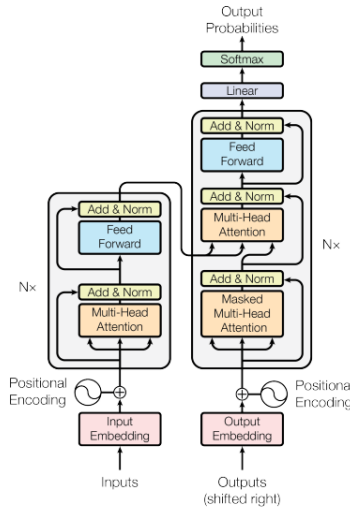 Output
Probabilities
Softmax
Linear
Add & Norm
Feed
Forward
Add & Norm
Multi-Head
Attention
Add & Norm
Masked
Multi-Head
Attention
Nx
Add & Norm
Feed
Forward
Add & Norm
Multi-Head
Attention
Nx
Positional
Encoding
Positional
Encoding
Input
Embedding
Output
Embedding
Inputs
Outputs
(shifted right)